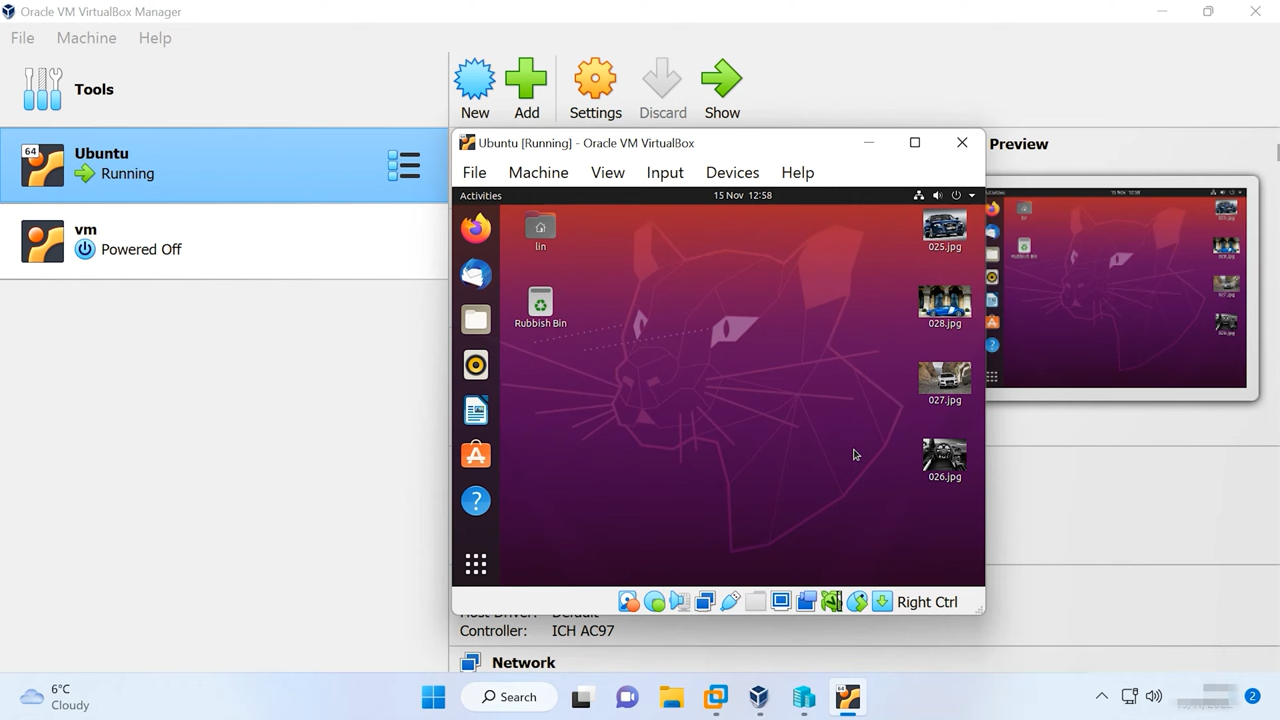 Oracle VM VirtualBox Manager
File Machine Help
Tools
New Add Settings Discard Show
64
Ubuntu
Running
vm
Powered Off
Preview
Ubuntu [Running] - Oracle VM VirtualBox
File Machine View Input Devices Help
Activities
15 Nov 12:58
lin
Rubbish Bin
025.jpg
028.jpg
027.jpg
026.jpg
Right Ctrl
Controller: ICH AC97
Network
6°C
Cloudy
Search
2